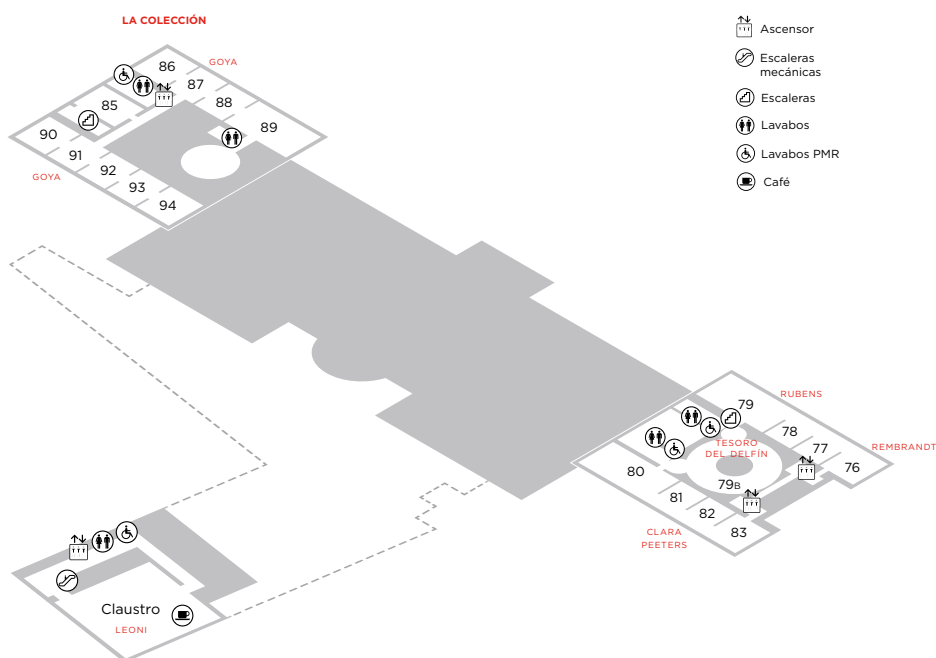 LA COLECCIÓN
Ascensor
Escaleras
mecánicas
Escaleras
Lavabos
Lavabos PMR
Café
GOYA
86
87
88
89
85
90
91
92
93
94
GOYA
RUBENS
79
78
77
76
REMBRANDT
TESORO
DEL DELFÍN
79B
80
81
82
83
CLARA
PEETERS
Claustro
LEONI